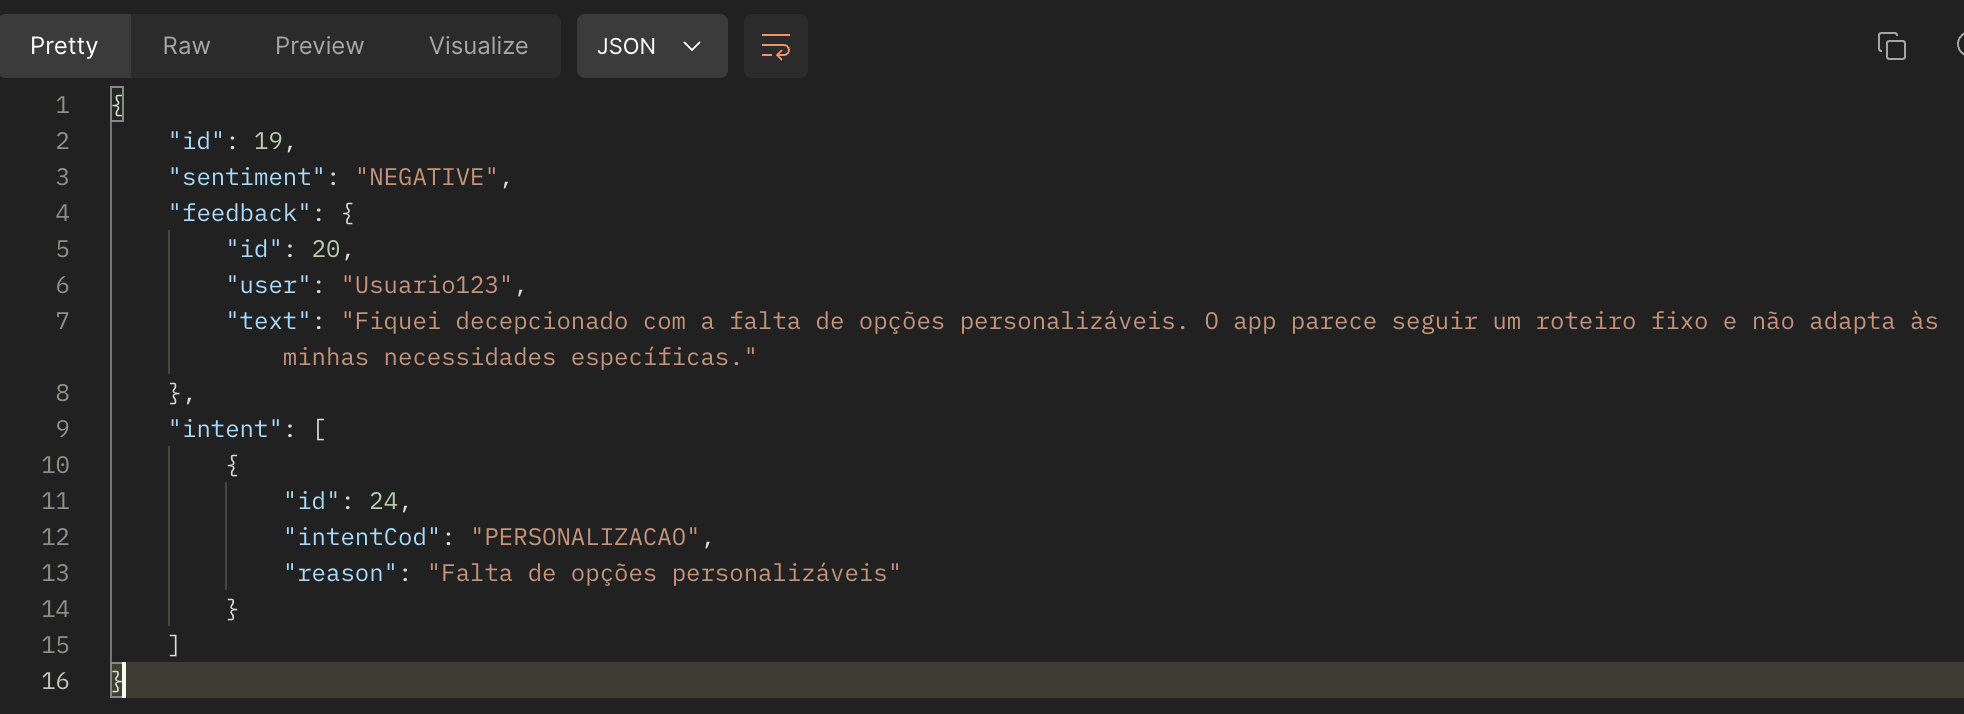 Pretty Raw Preview Visualize JSON
1 {
2 "id": 19,
3 "sentiment": "NEGATIVE",
4 "feedback": {
5 "id": 20,
6 "user": "Usuario123",
7 "text": "Fiquei decepcionado com a falta de opções personalizáveis. O app parece seguir um roteiro fixo e não adapta às
minhas necessidades específicas."
8 },
9 "intent": [
10 {
11 "id": 24,
12 "intentCod": "PERSONALIZACAO",
13 "reason": "Falta de opções personalizáveis"
14 }
15 ]
16 }